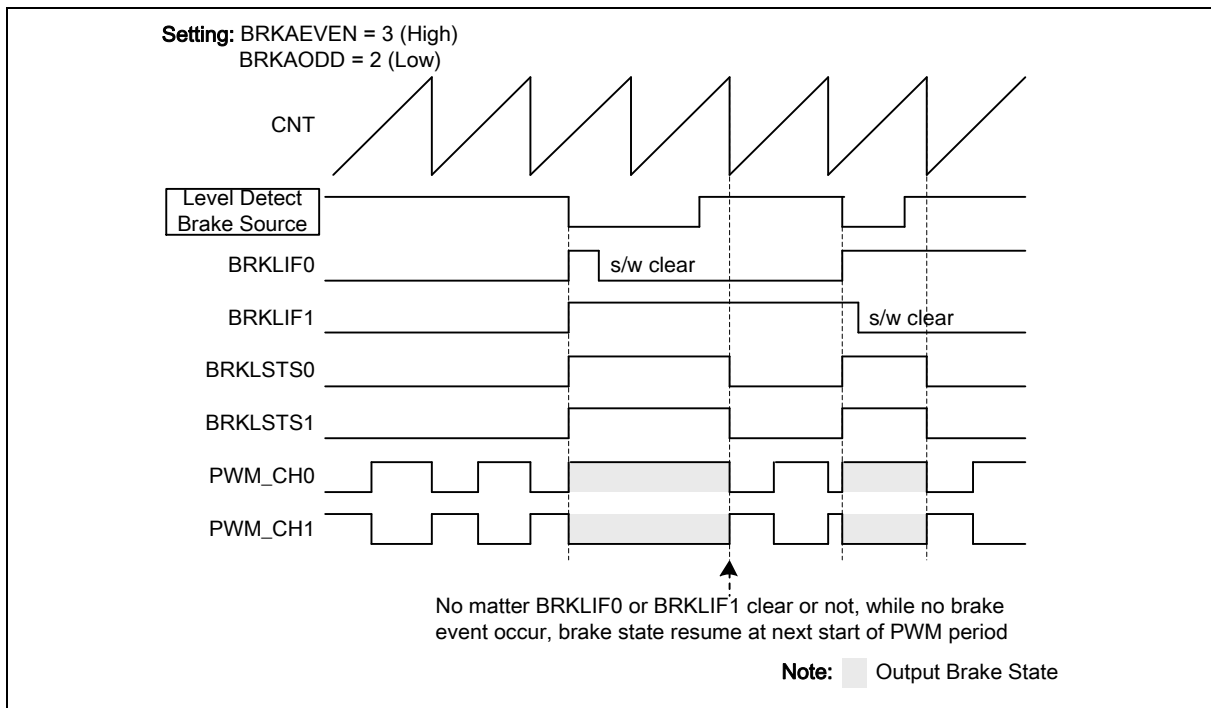 Setting: BRKAEVEN = 3 (High)
BRKAODD = 2 (Low)
CNT
Level Detect
Brake Source
BRKLIF0
s/w clear
BRKLIF1
s/w clear
BRKLSTS0
BRKLSTS1
PWM_CH0
PWM_CH1
No matter BRKLIF0 or BRKLIF1 clear or not, while no brake
event occur, brake state resume at next start of PWM period
Note: Output Brake State